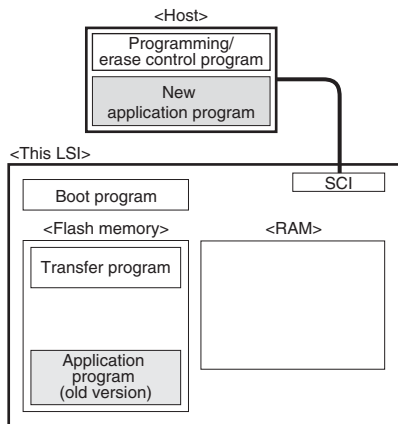 <Host>
Programming/
erase control program
New
application program
<This LSI>
SCI
Boot program
<Flash memory>
<RAM>
Transfer program
Application
program
(old version)